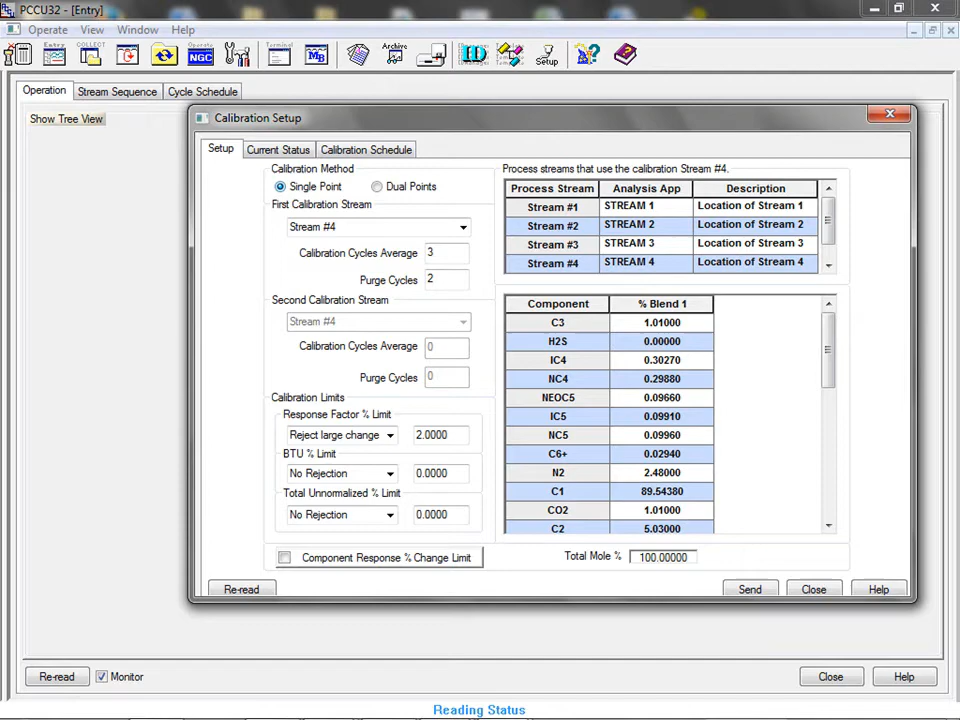 PCCU32 - [Entry]
Operate View Window Help
Entry COLLECT Operate NGC Terminal MB Archive Setup
Operation Stream Sequence Cycle Schedule
Show Tree View
Calibration Setup
Setup Current Status Calibration Schedule
Calibration Method
Single Point Dual Points
First Calibration Stream
Stream #4
Calibration Cycles Average 3
Purge Cycles 2
Second Calibration Stream
Stream #4
Calibration Cycles Average 0
Purge Cycles 0
Calibration Limits
Response Factor % Limit
Reject large change 2.0000
BTU % Limit
No Rejection 0.0000
Total Unnormalized % Limit
No Rejection 0.0000
Component Response % Change Limit
Process streams that use the calibration Stream #4.
Process Stream Analysis App Description
Stream #1 STREAM 1 Location of Stream 1
Stream #2 STREAM 2 Location of Stream 2
Stream #3 STREAM 3 Location of Stream 3
Stream #4 STREAM 4 Location of Stream 4
Component % Blend 1
C3 1.01000
H2S 0.00000
IC4 0.30270
NC4 0.29880
NEOC5 0.09660
IC5 0.09910
NC5 0.09960
C6+ 0.02940
N2 2.48000
C1 89.54380
CO2 1.01000
C2 5.03000
Total Mole % 100.00000
Re-read Send Close Help
Re-read Monitor Close Help
Reading Status